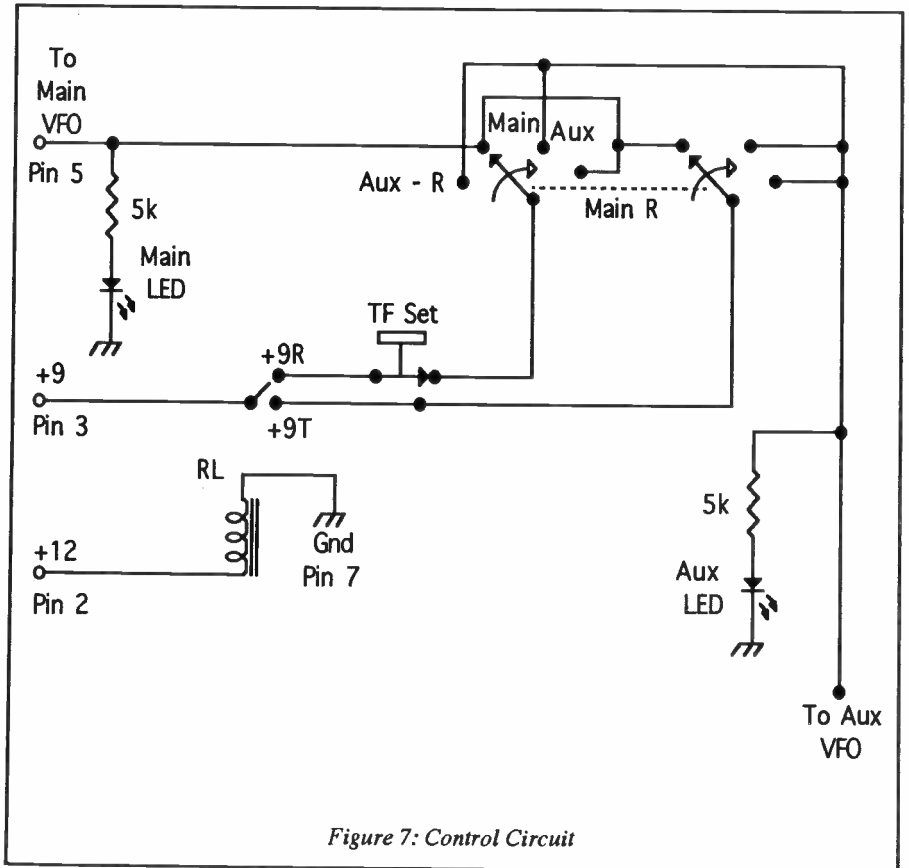 To
Main
VFO
Pin 5
5k
Main
LED
Main
Aux
Aux - R
Main R
TF Set
+9R
+9
Pin 3
+9T
RL
+12
Pin 2
Gnd
Pin 7
5k
Aux
LED
To Aux
VFO
Figure 7: Control Circuit